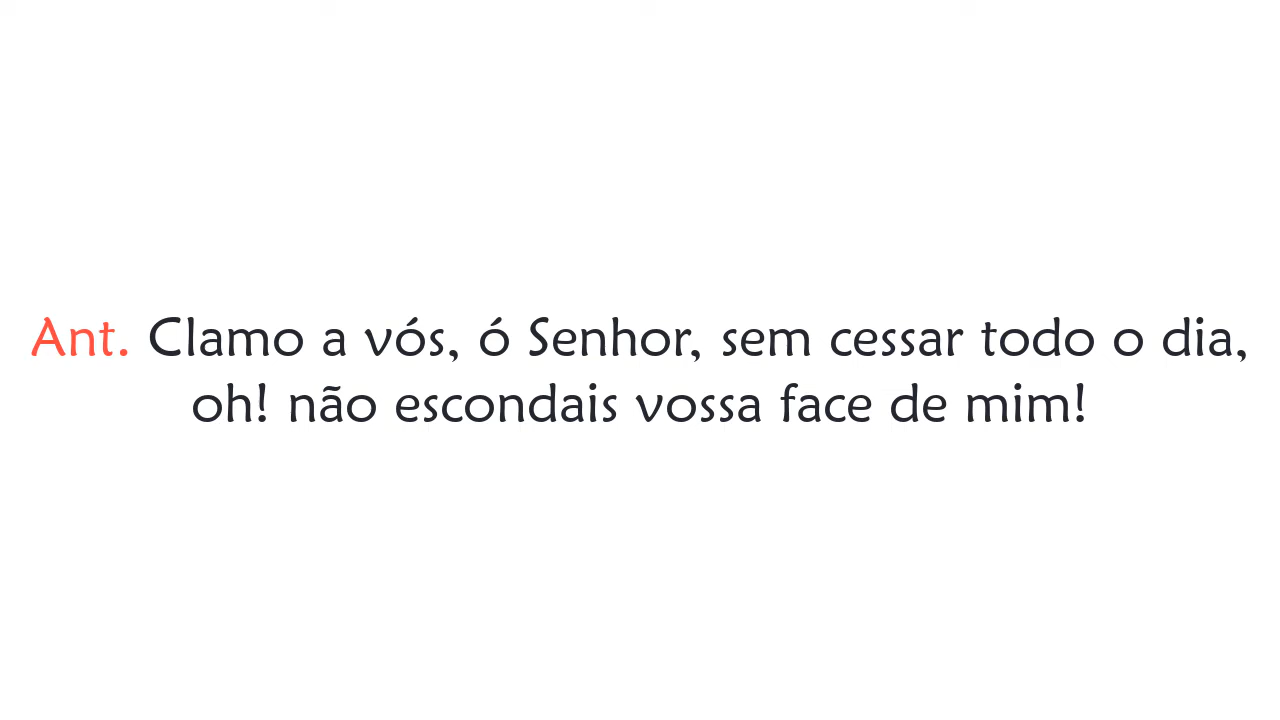 Ant. Clamo a vós, ó Senhor, sem cessar todo o dia,
oh! não escondais vossa face de mim!